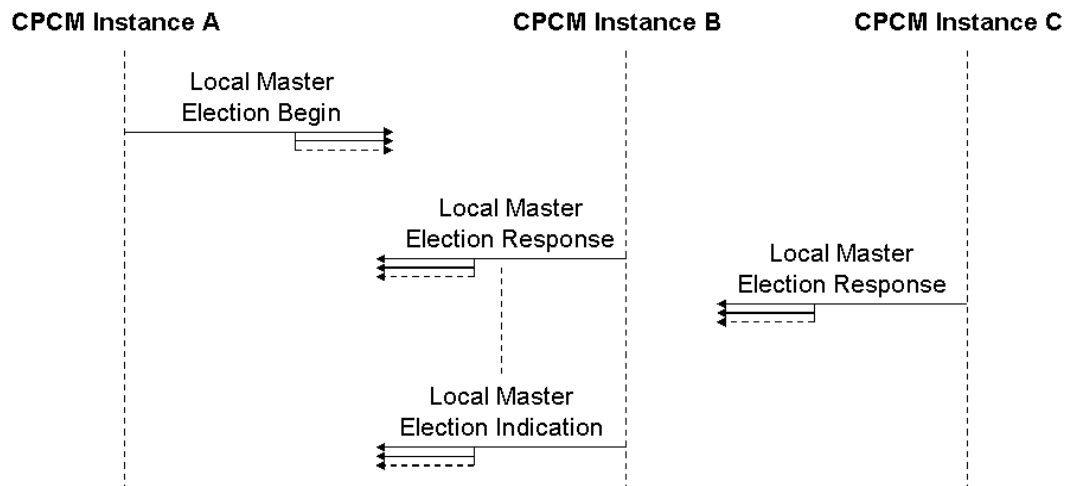 CPCM Instance A
CPCM Instance B
CPCM Instance C
Local Master
Election Begin
Local Master
Election Response
Local Master
Election Response
Local Master
Election Indication